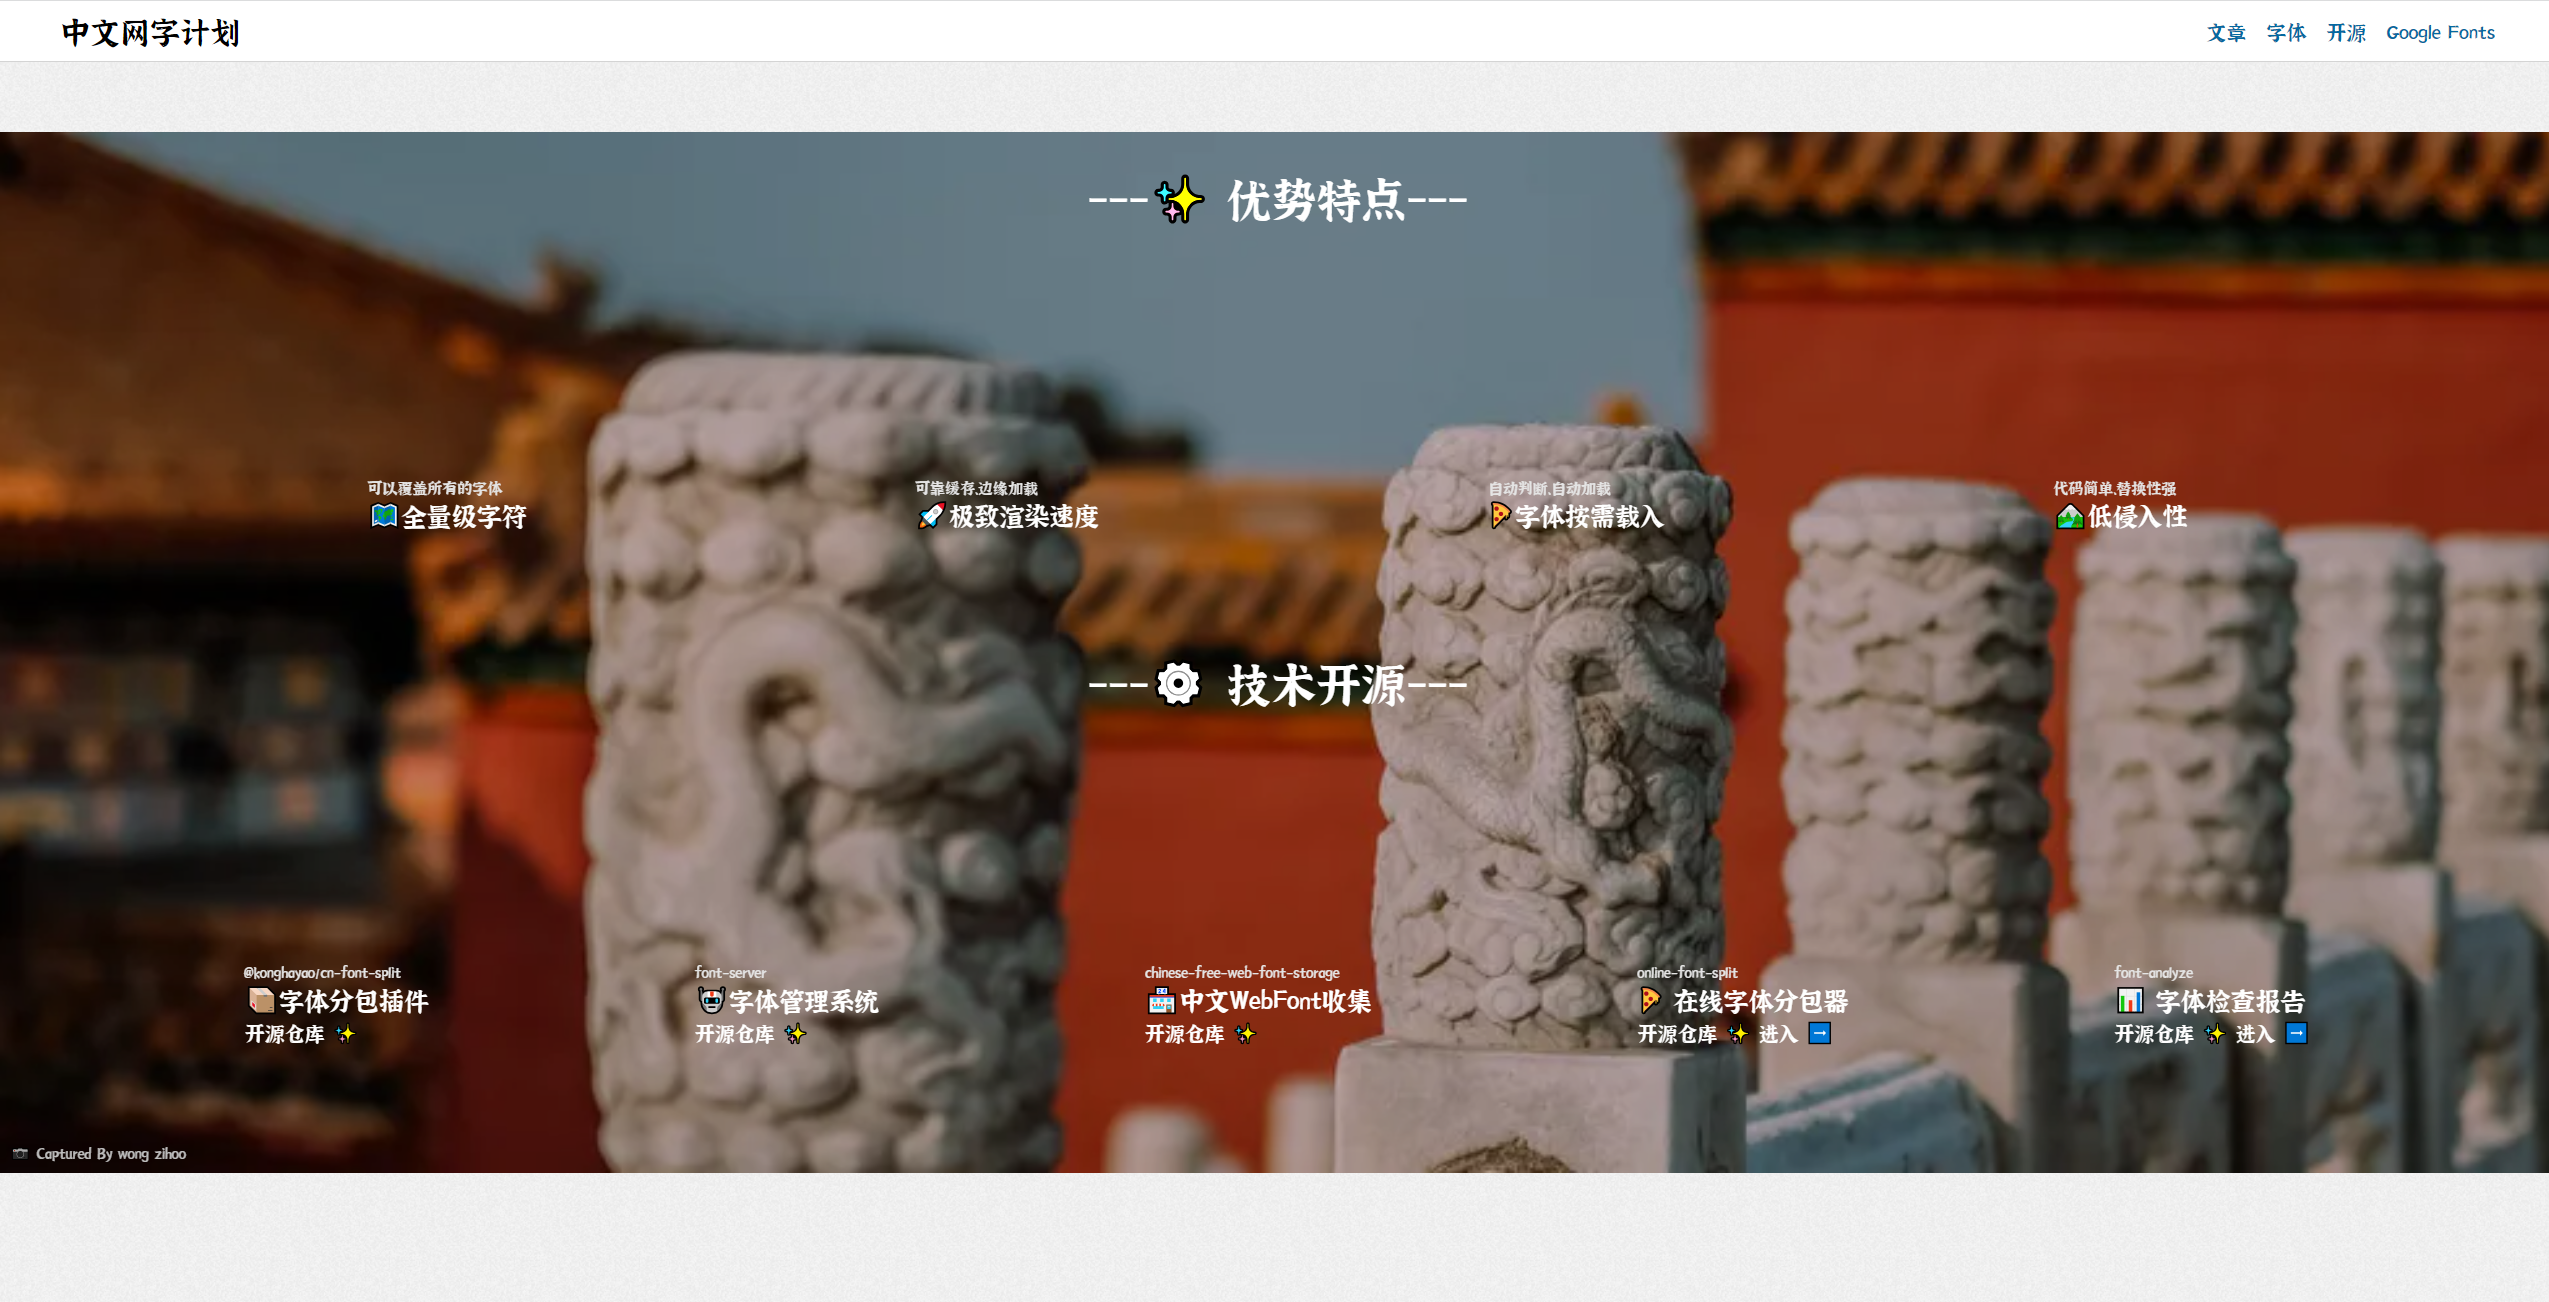 中文网字计划
文章 字体 开源 Google Fonts
---✨ 优势特点---
可以覆盖所有的字体
🗺️全量级字符
可靠缓存,边缘加载
🚀极致渲染速度
自动判断,自动加载
🍕字体按需载入
代码简单,替换性强
🏞️低侵入性
---⚙️ 技术开源---
@konghayao/cn-font-split
📦字体分包插件
开源仓库 ✨
font-server
🤖字体管理系统
开源仓库 ✨
chinese-free-web-font-storage
🏪中文WebFont收集
开源仓库 ✨
online-font-split
🍕 在线字体分包器
开源仓库 ✨ 进入 ➡️
font-analyze
📊 字体检查报告
开源仓库 ✨ 进入 ➡️
📷 Captured By wong zihoo